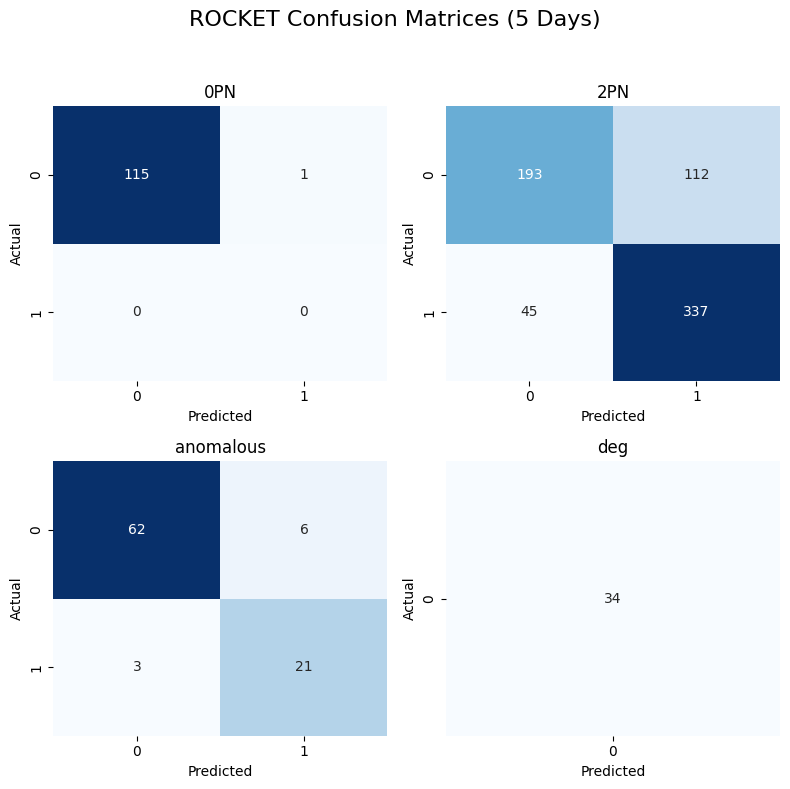 ROCKET Confusion Matrices (5 Days)
0PN
Actual
0
115
1
1
0
0
0
1
Predicted
2PN
Actual
0
193
112
1
45
337
0
1
Predicted
anomalous
Actual
0
62
6
1
3
21
0
1
Predicted
deg
Actual
0
34
0
Predicted